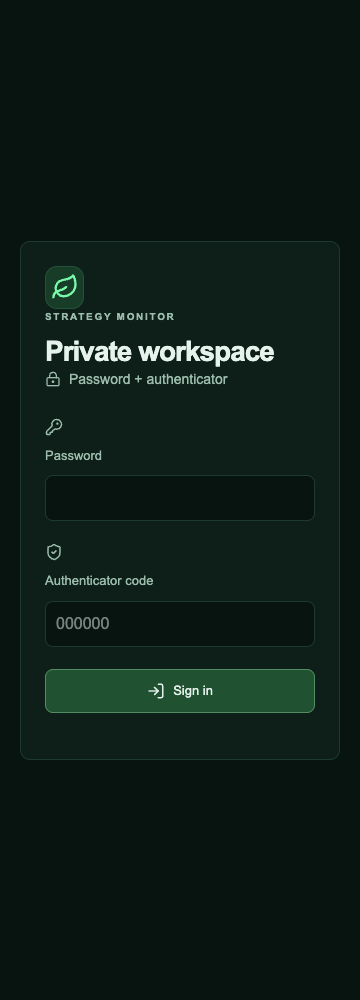 STRATEGY MONITOR
Private workspace
Password + authenticator
Password
Authenticator code
000000
Sign in